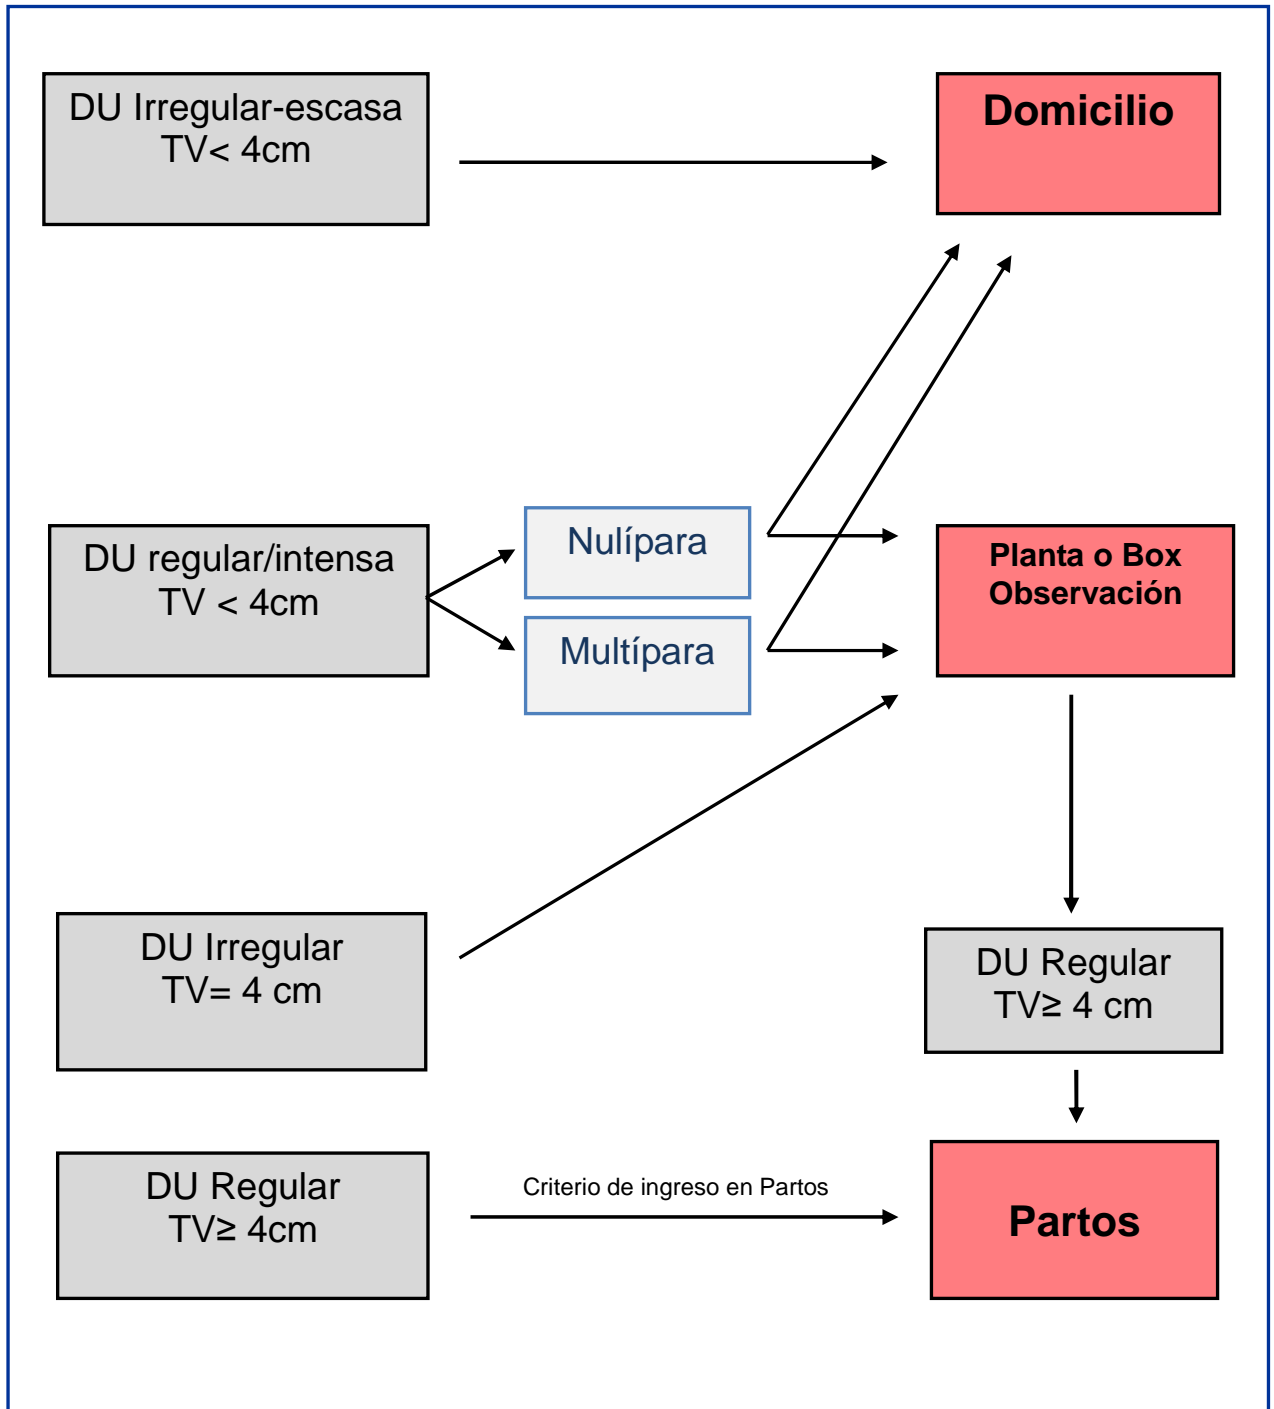 DU Irregular-escasa
TV< 4cm
Domicilio
DU regular/intensa
TV < 4cm
Nulípara
Multípara
Planta o Box
Observación
DU Irregular
TV= 4 cm
DU Regular
TV≥ 4 cm
DU Regular
TV≥ 4cm
Criterio de ingreso en Partos
Partos